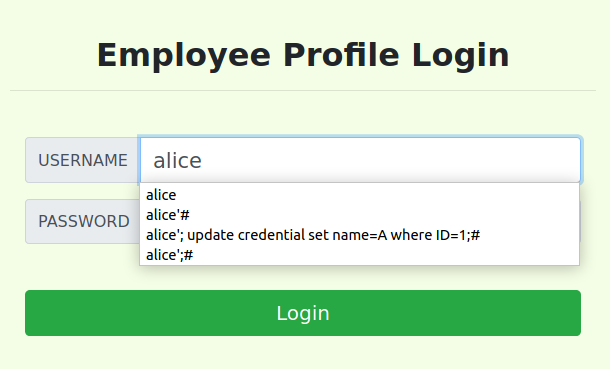 Employee Profile Login
USERNAME alice
alice
alice'#
alice'; update credential set name=A where ID=1;#
alice';#
PASSWORD
Login